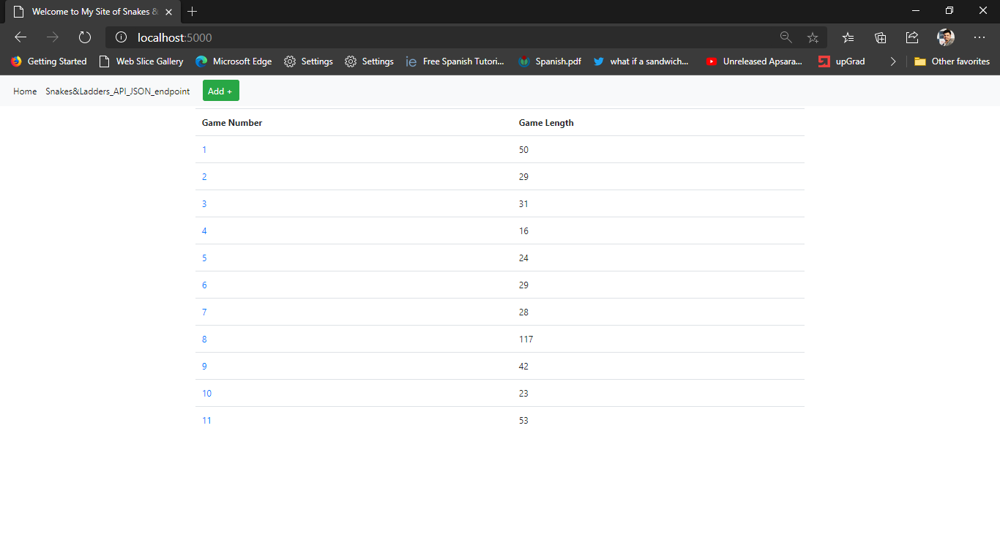 Welcome to My Site of Snakes &
localhost:5000
Getting Started Web Slice Gallery Microsoft Edge Settings Settings ie Free Spanish Tutori... Spanish.pdf what if a sandwich... Unreleased Apsara... upGrad Other favorites
Home Snakes&Ladders_API_JSON_endpoint Add +
Game Number Game Length
1 50
2 29
3 31
4 16
5 24
6 29
7 28
8 117
9 42
10 23
11 53